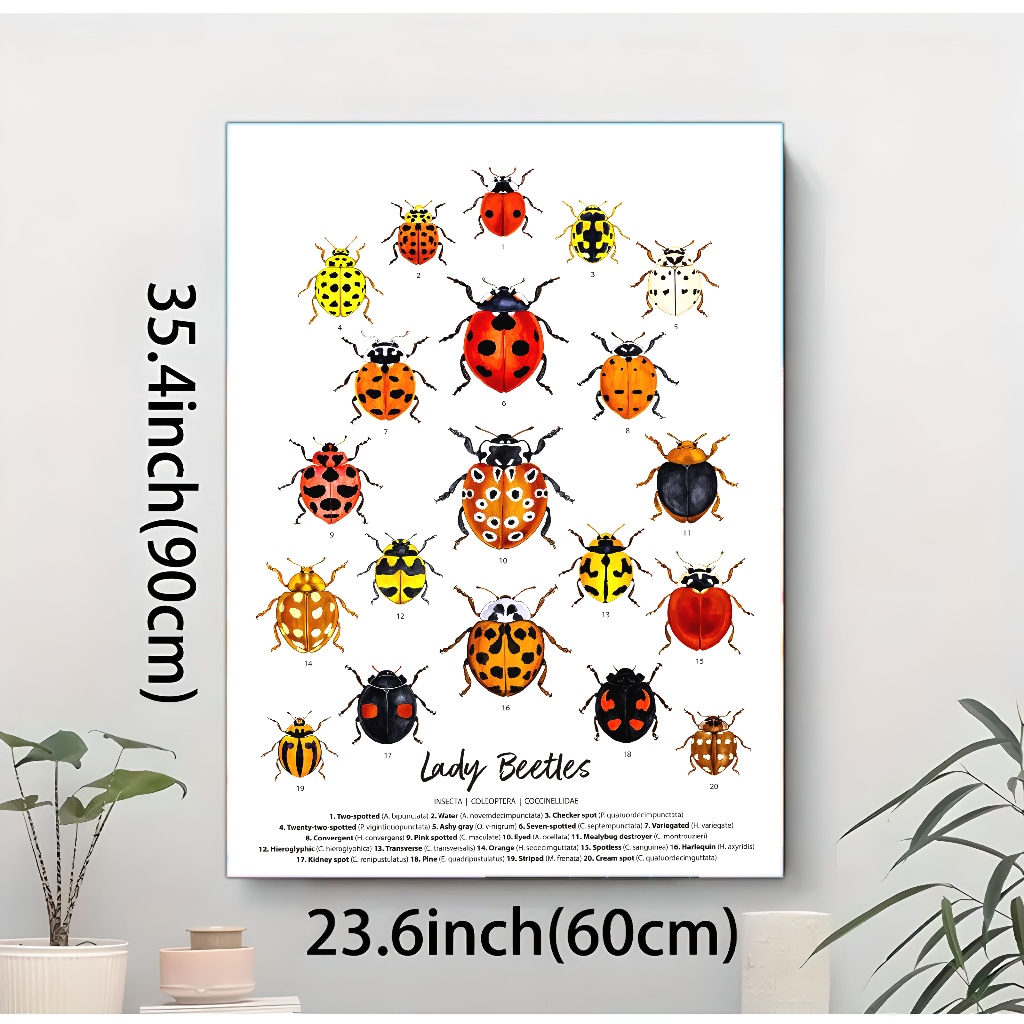 35.4inch(90cm)
1
2
3
4
5
6
7
8
9
10
11
12
13
14
15
16
17
18
19
20
Lady Beetles
INSECTA | COLEOPTERA | COCCINELLIDAE
1. Two-spotted (A. bipunctata) 2. Water (A. novemdecimpunctata) 3. Checker spot (P. quatuordecimpunctata)
4. Twenty-two-spotted (P. viginticuopunctata) 5. Ashy gray (O. v-nigrum) 6. Seven-spotted (C. septempunctata) 7. Variegated (H. variegate)
8. Convergent (H. convergens) 9. Pink spotted (C. maculate) 10. Eyed (A. ocellata) 11. Mealybug destroyer (C. montrouzieri)
12. Hieroglyphic (C. hieroglyohica) 13. Transverse (C. transversalis) 14. Orange (H. sedecimguttata) 15. Spotless (C. sanguinea) 16. Harlequin (H. axyridis)
17. Kidney spot (C. renipustulatus) 18. Pine (E. quadripustulatus) 19. Striped (M. frenata) 20. Cream spot (C. quatuordecimguttata)
23.6inch(60cm)